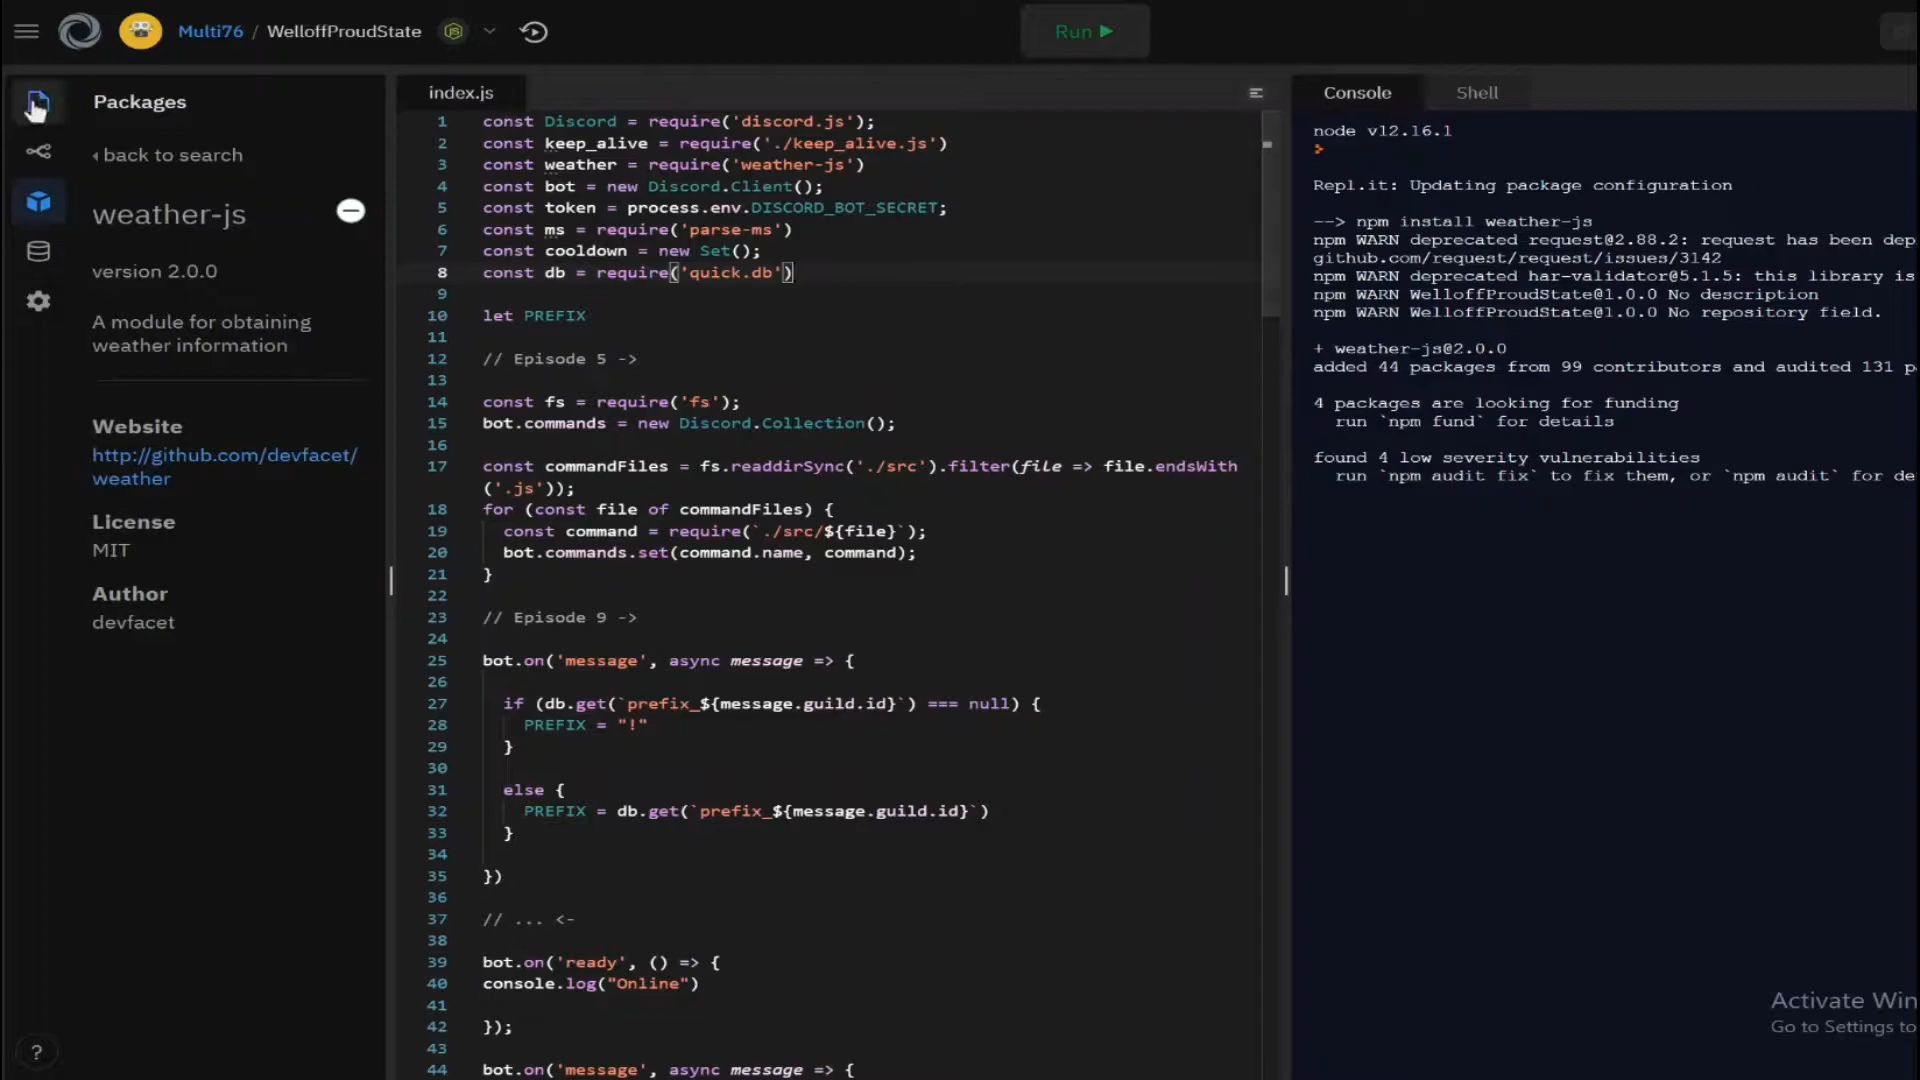 Multi76 / WelloffProudState
Run
Packages
back to search
weather-js
version 2.0.0
A module for obtaining
weather information
Website
http://github.com/devfacet/
weather
License
MIT
Author
devfacet
?
index.js
1 const Discord = require('discord.js');
2 const keep_alive = require('./keep_alive.js')
3 const weather = require('weather-js')
4 const bot = new Discord.Client();
5 const token = process.env.DISCORD_BOT_SECRET;
6 const ms = require('parse-ms')
7 const cooldown = new Set();
8 const db = require('quick.db')
9
10 let PREFIX
11
12 // Episode 5 ->
13
14 const fs = require('fs');
15 bot.commands = new Discord.Collection();
16
17 const commandFiles = fs.readdirSync('./src').filter(file => file.endsWith
('.js'));
18 for (const file of commandFiles) {
19 const command = require(`./src/${file}`);
20 bot.commands.set(command.name, command);
21 }
22
23 // Episode 9 ->
24
25 bot.on('message', async message => {
26
27 if (db.get(`prefix_${message.guild.id}`) === null) {
28 PREFIX = "!"
29 }
30
31 else {
32 PREFIX = db.get(`prefix_${message.guild.id}`)
33 }
34
35 })
36
37 // ... <-
38
39 bot.on('ready', () => {
40 console.log("Online")
41
42 });
43
44 bot.on('message', async message => {
Console Shell
node v12.16.1
>
Repl.it: Updating package configuration
--> npm install weather-js
npm WARN deprecated request@2.88.2: request has been dep
github.com/request/request/issues/3142
npm WARN deprecated har-validator@5.1.5: this library is
npm WARN WelloffProudState@1.0.0 No description
npm WARN WelloffProudState@1.0.0 No repository field.
+ weather-js@2.0.0
added 44 packages from 99 contributors and audited 131 p
4 packages are looking for funding
run `npm fund` for details
found 4 low severity vulnerabilities
run `npm audit fix` to fix them, or `npm audit` for de
Activate Win
Go to Settings to